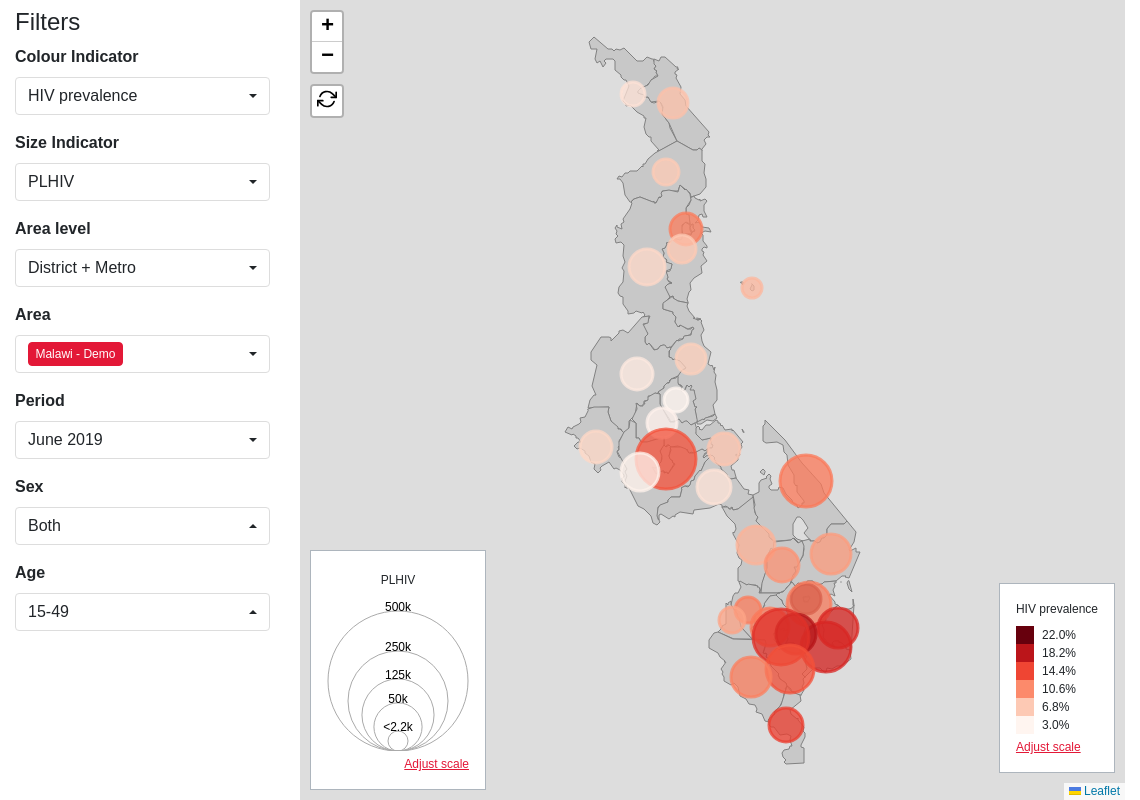 Filters
Colour Indicator
HIV prevalence
Size Indicator
PLHIV
Area level
District + Metro
Area
Malawi - Demo
Period
June 2019
Sex
Both
Age
15-49
+
−
PLHIV
500k
250k
125k
50k
<2.2k
Adjust scale
HIV prevalence
22.0%
18.2%
14.4%
10.6%
6.8%
3.0%
Adjust scale
Leaflet